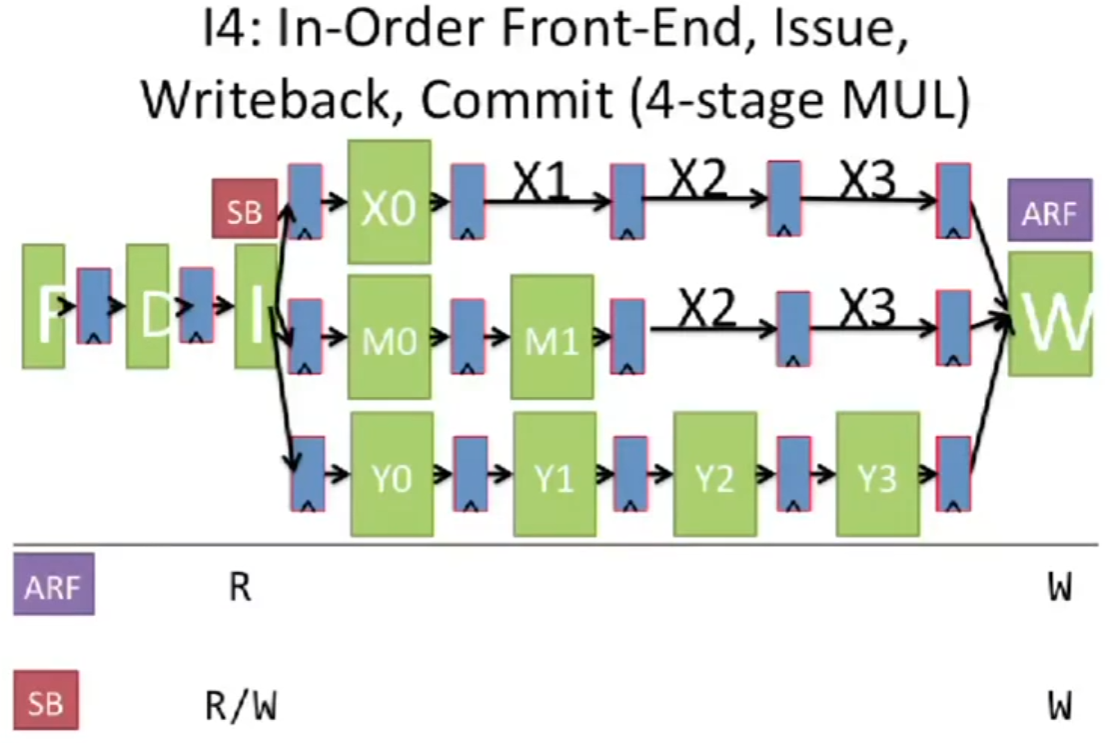 I4: In-Order Front-End, Issue,
Writeback, Commit (4-stage MUL)
SB X0 X1 X2 X3 ARF
F D I M0 M1 X2 X3 W
Y0 Y1 Y2 Y3
ARF R W
SB R/W W